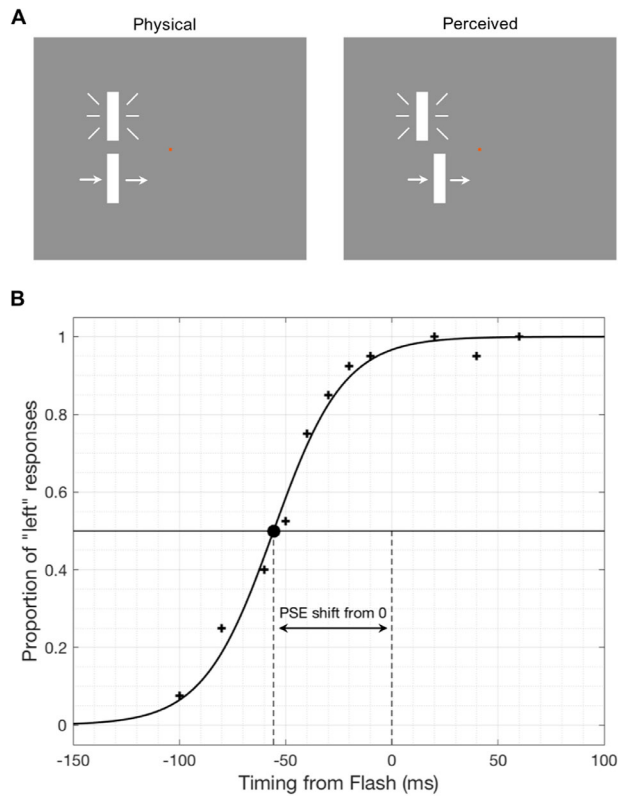 A
Physical
Perceived
B
Proportion of "left" responses
1
0.8
0.6
0.4
0.2
0
PSE shift from 0
-150
-100
-50
0
50
100
Timing from Flash (ms)